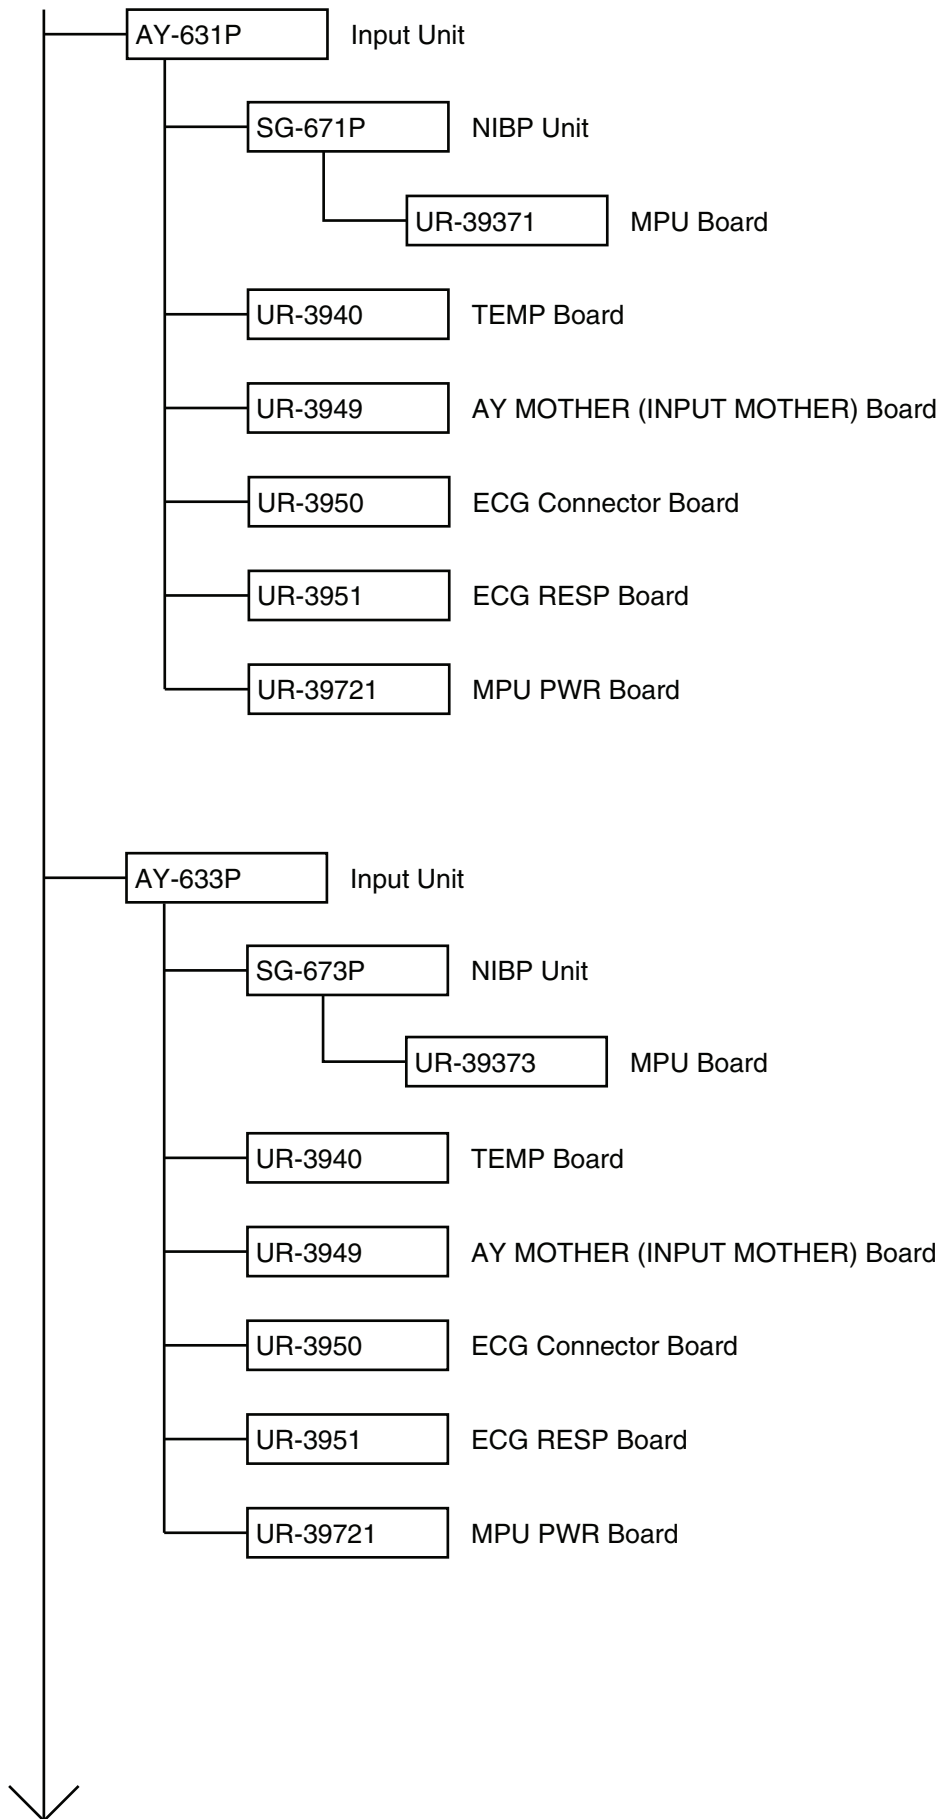 AY-631P Input Unit
SG-671P NIBP Unit
UR-39371 MPU Board
UR-3940 TEMP Board
UR-3949 AY MOTHER (INPUT MOTHER) Board
UR-3950 ECG Connector Board
UR-3951 ECG RESP Board
UR-39721 MPU PWR Board
AY-633P Input Unit
SG-673P NIBP Unit
UR-39373 MPU Board
UR-3940 TEMP Board
UR-3949 AY MOTHER (INPUT MOTHER) Board
UR-3950 ECG Connector Board
UR-3951 ECG RESP Board
UR-39721 MPU PWR Board